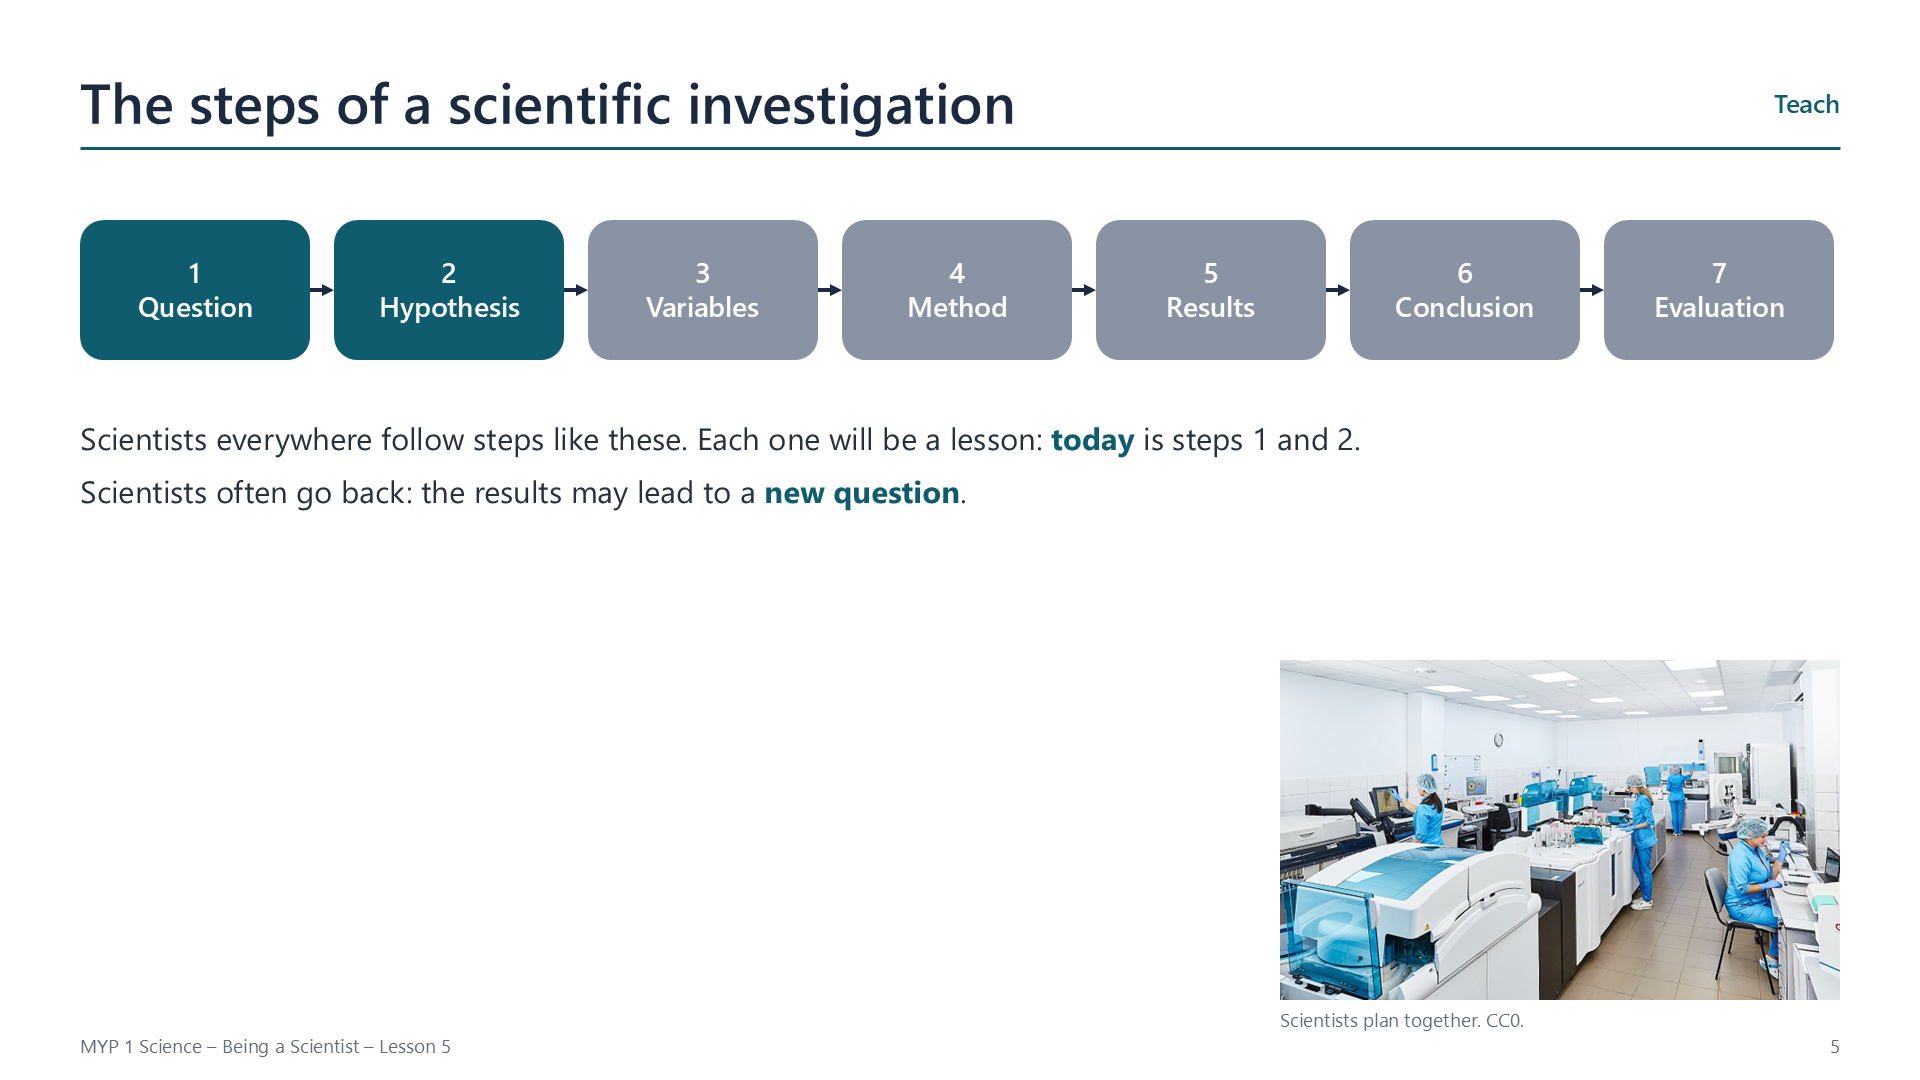 The steps of a scientific investigation
Teach
1
Question
2
Hypothesis
3
Variables
4
Method
5
Results
6
Conclusion
7
Evaluation
Scientists everywhere follow steps like these. Each one will be a lesson: today is steps 1 and 2.
Scientists often go back: the results may lead to a new question.
Scientists plan together. CC0.
MYP 1 Science – Being a Scientist – Lesson 5
5